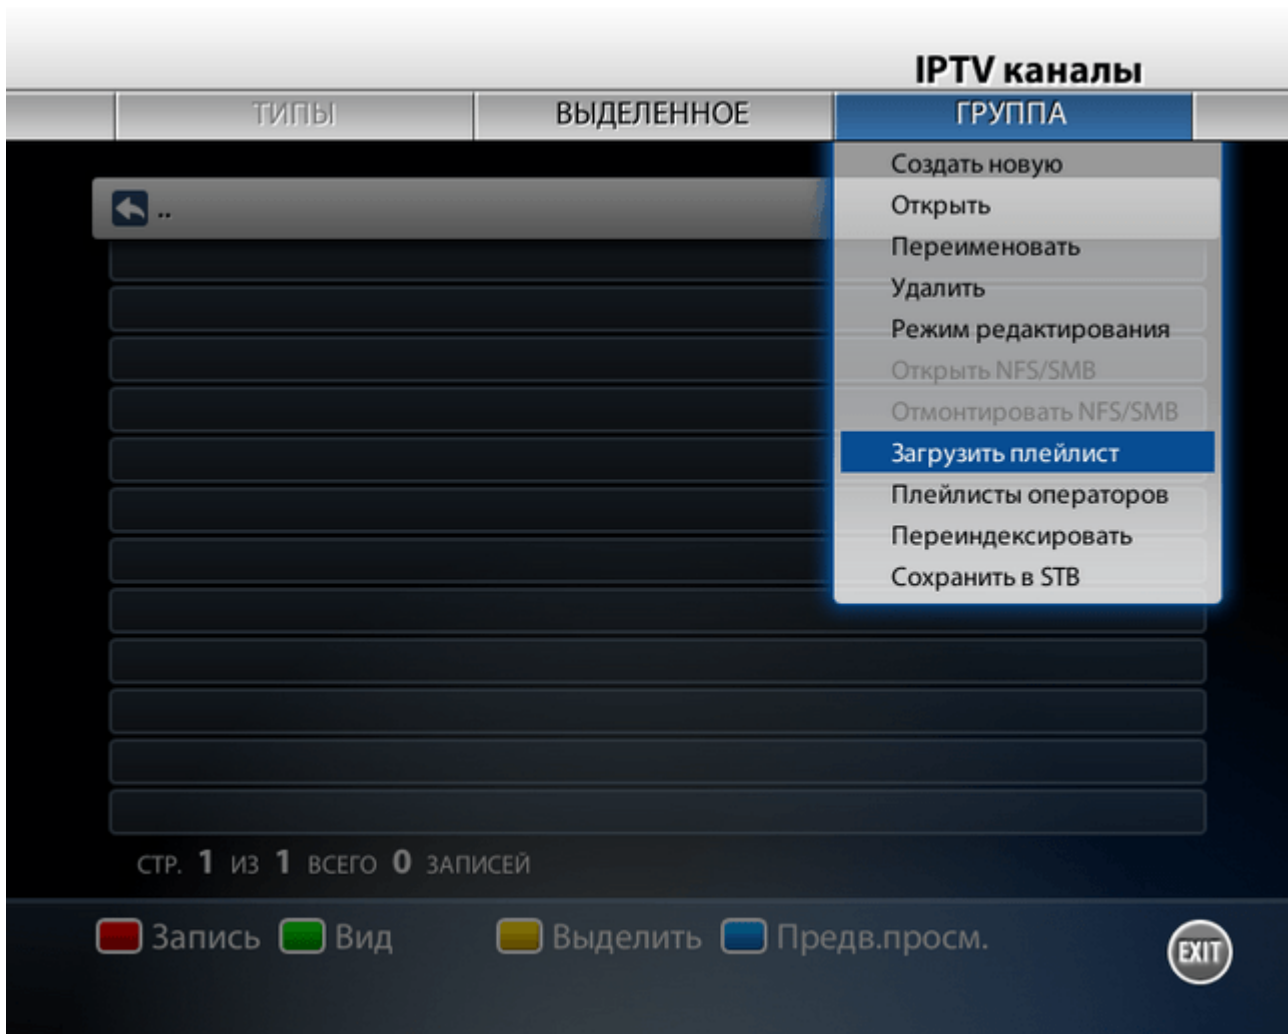 IPTV каналы
ТИПЫ ВЫДЕЛЕННОЕ ГРУППА
Создать новую
..
Открыть
Переименовать
Удалить
Режим редактирования
Открыть NFS/SMB
Отмонтировать NFS/SMB
Загрузить плейлист
Плейлисты операторов
Переиндексировать
Сохранить в STB
СТР. 1 ИЗ 1 ВСЕГО 0 ЗАПИСЕЙ
Запись Вид Выделить Предв.просм. EXIT